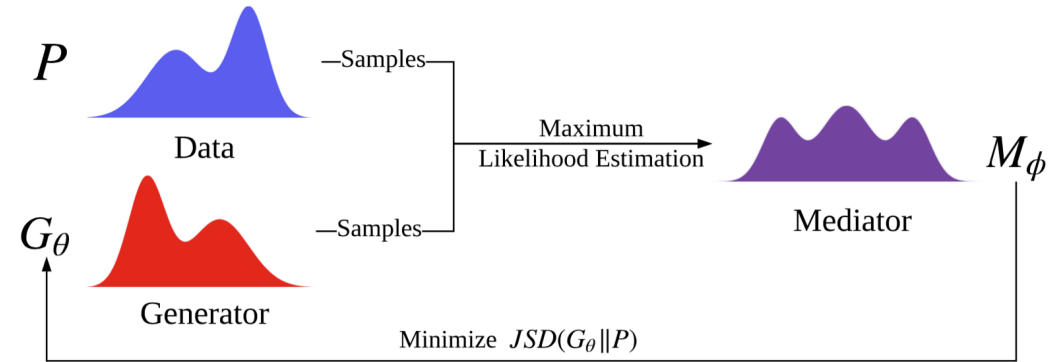 P
Samples
Data
Maximum
Likelihood Estimation
M_ϕ
Mediator
G_θ
Samples
Generator
Minimize JSD(G_θ ∥ P)